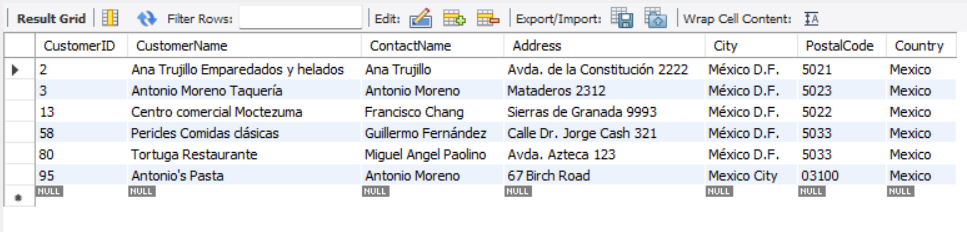 Result Grid Filter Rows: Edit: Export/Import: Wrap Cell Content: IA
CustomerID CustomerName ContactName Address City PostalCode Country
2 Ana Trujillo Emparedados y helados Ana Trujillo Avda. de la Constitución 2222 México D.F. 5021 Mexico
3 Antonio Moreno Taquería Antonio Moreno Mataderos 2312 México D.F. 5023 Mexico
13 Centro comercial Moctezuma Francisco Chang Sierras de Granada 9993 México D.F. 5022 Mexico
58 Pericles Comidas clásicas Guillermo Fernández Calle Dr. Jorge Cash 321 México D.F. 5033 Mexico
80 Tortuga Restaurante Miguel Angel Paolino Avda. Azteca 123 México D.F. 5033 Mexico
95 Antonio's Pasta Antonio Moreno 67 Birch Road Mexico City 03100 Mexico
NULL NULL NULL NULL NULL NULL NULL